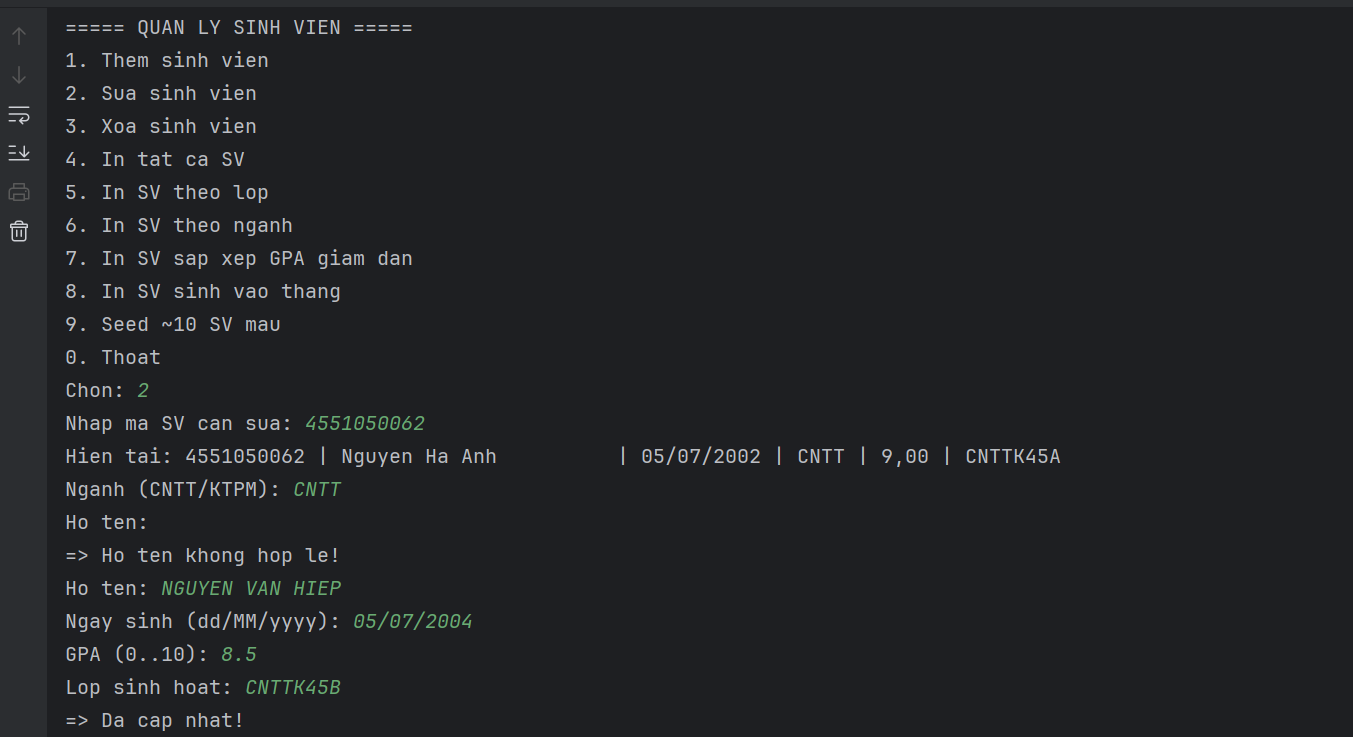 ===== QUAN LY SINH VIEN =====
1. Them sinh vien
2. Sua sinh vien
3. Xoa sinh vien
4. In tat ca SV
5. In SV theo lop
6. In SV theo nganh
7. In SV sap xep GPA giam dan
8. In SV sinh vao thang
9. Seed ~10 SV mau
0. Thoat
Chon: 2
Nhap ma SV can sua: 4551050062
Hien tai: 4551050062 | Nguyen Ha Anh          | 05/07/2002 | CNTT | 9,00 | CNTTK45A
Nganh (CNTT/KTPM): CNTT
Ho ten:
=> Ho ten khong hop le!
Ho ten: NGUYEN VAN HIEP
Ngay sinh (dd/MM/yyyy): 05/07/2004
GPA (0..10): 8.5
Lop sinh hoat: CNTTK45B
=> Da cap nhat!